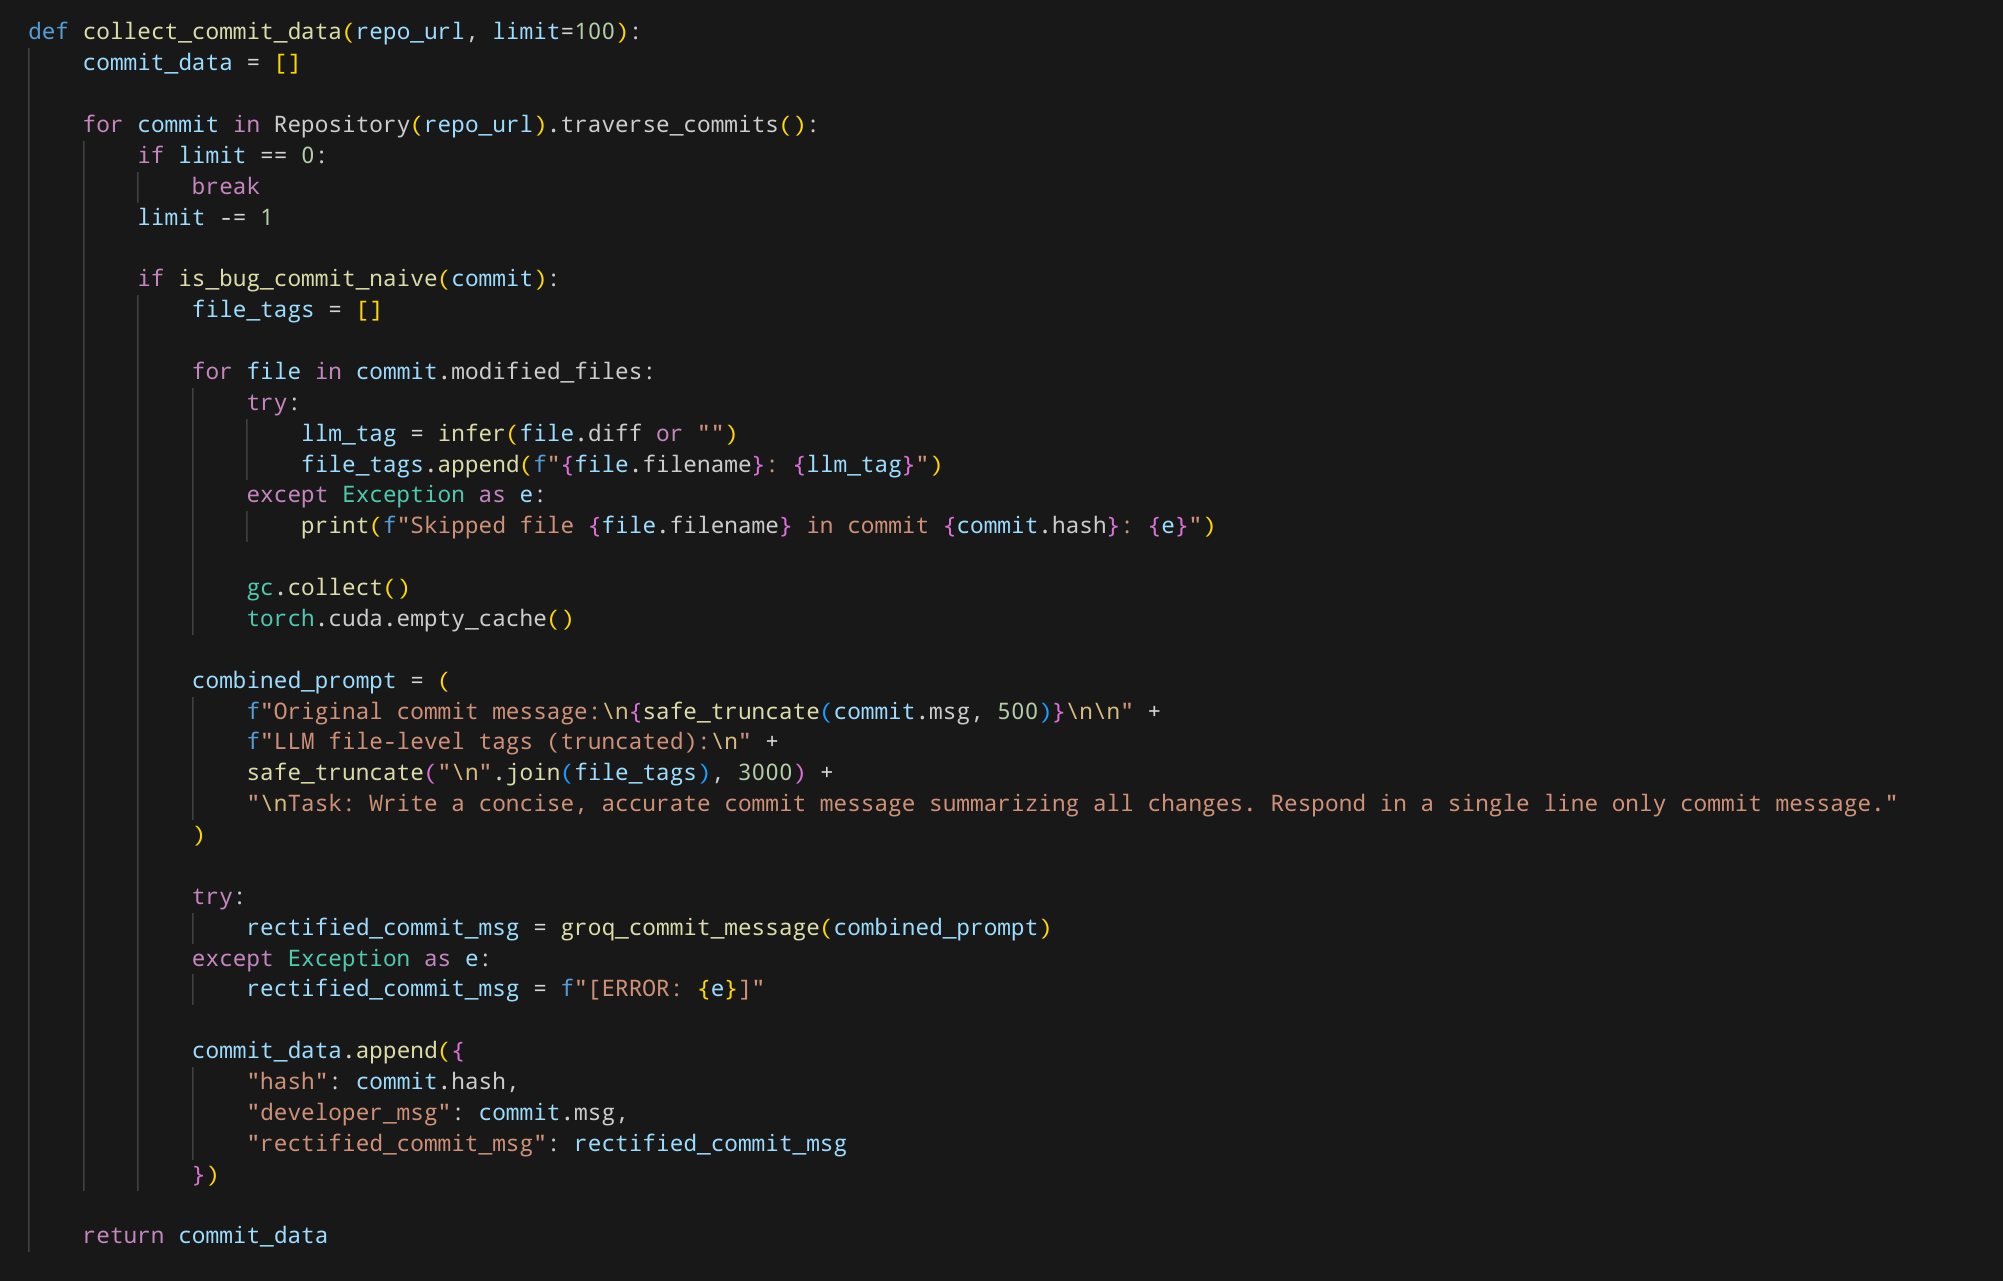 def collect_commit_data(repo_url, limit=100):
    commit_data = []

    for commit in Repository(repo_url).traverse_commits():
        if limit == 0:
            break
        limit -= 1

        if is_bug_commit_naive(commit):
            file_tags = []

            for file in commit.modified_files:
                try:
                    llm_tag = infer(file.diff or "")
                    file_tags.append(f"{file.filename}: {llm_tag}")
                except Exception as e:
                    print(f"Skipped file {file.filename} in commit {commit.hash}: {e}")

                gc.collect()
                torch.cuda.empty_cache()

            combined_prompt = (
                f"Original commit message:\n{safe_truncate(commit.msg, 500)}\n\n" +
                f"LLM file-level tags (truncated):\n" +
                safe_truncate("\n".join(file_tags), 3000) +
                "\nTask: Write a concise, accurate commit message summarizing all changes. Respond in a single line only commit message."
            )

            try:
                rectified_commit_msg = groq_commit_message(combined_prompt)
            except Exception as e:
                rectified_commit_msg = f"[ERROR: {e}]"

            commit_data.append({
                "hash": commit.hash,
                "developer_msg": commit.msg,
                "rectified_commit_msg": rectified_commit_msg
            })

    return commit_data